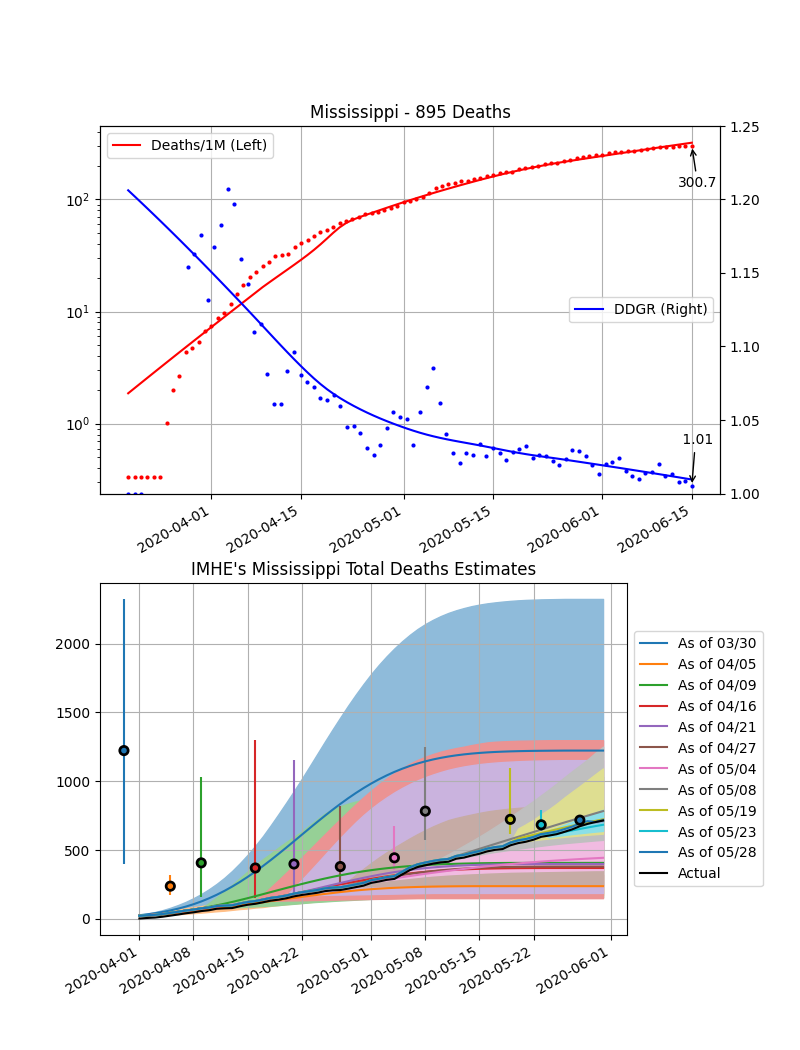 Mississippi - 895 Deaths
Deaths/1M (Left)
DDGR (Right)
300.7
1.01
10²
10¹
10⁰
1.25
1.20
1.15
1.10
1.05
1.00
2020-04-01
2020-04-15
2020-05-01
2020-05-15
2020-06-01
2020-06-15
IMHE's Mississippi Total Deaths Estimates
2000
1500
1000
500
0
2020-04-01
2020-04-08
2020-04-15
2020-04-22
2020-05-01
2020-05-08
2020-05-15
2020-05-22
2020-06-01
As of 03/30
As of 04/05
As of 04/09
As of 04/16
As of 04/21
As of 04/27
As of 05/04
As of 05/08
As of 05/19
As of 05/23
As of 05/28
Actual